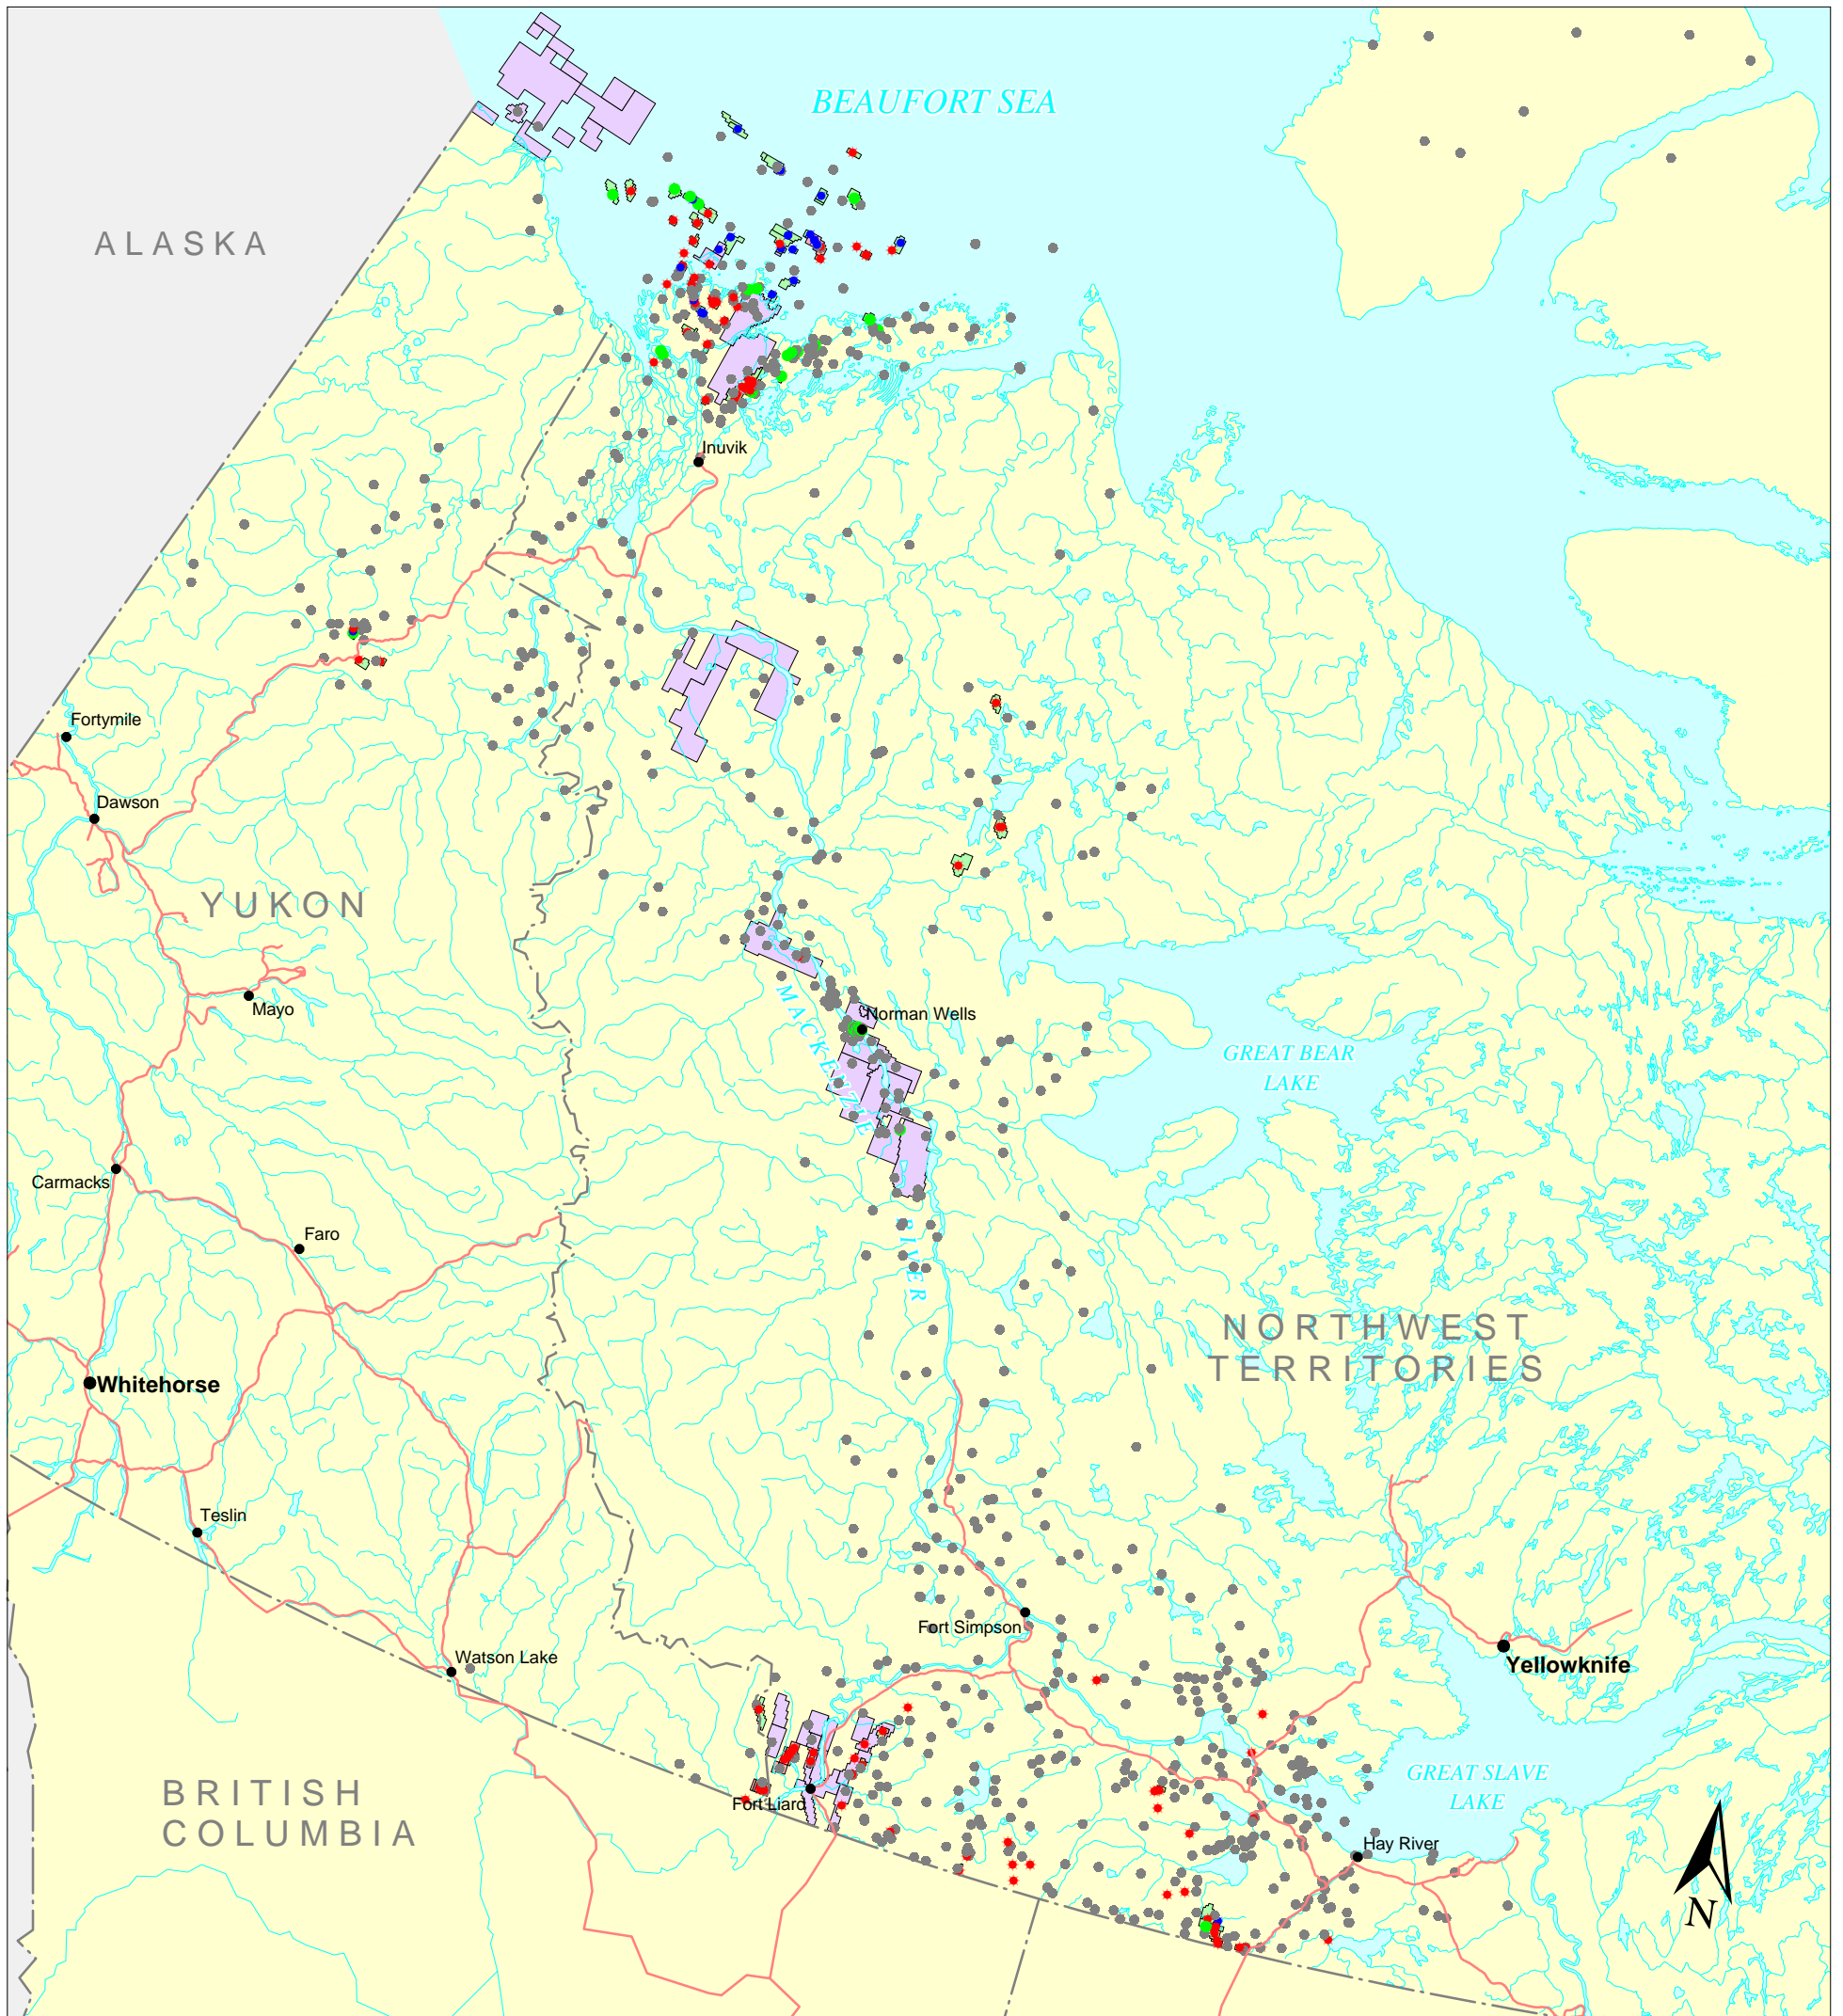 BEAUFORT SEA
ALASKA
Inuvik
Fortymile
Dawson
YUKON
Mayo
MACKENZIE
Norman Wells
GREAT BEAR
LAKE
Carmacks
Faro
RIVER
NORTHWEST
TERRITORIES
Whitehorse
Teslin
Fort Simpson
Watson Lake
Yellowknife
BRITISH
COLUMBIA
Fort Liard
GREAT SLAVE
LAKE
Hay River
N